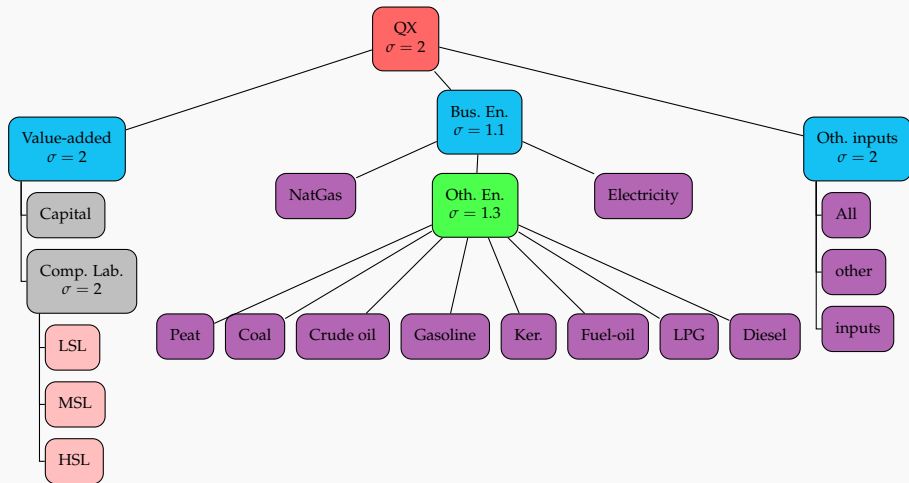 QX
σ = 2
Bus. En.
σ = 1.1
Value-added
σ = 2
Oth. inputs
σ = 2
NatGas
Oth. En.
σ = 1.3
Electricity
Capital
All
Comp. Lab.
σ = 2
other
Peat
Coal
Crude oil
Gasoline
Ker.
Fuel-oil
LPG
Diesel
inputs
LSL
MSL
HSL